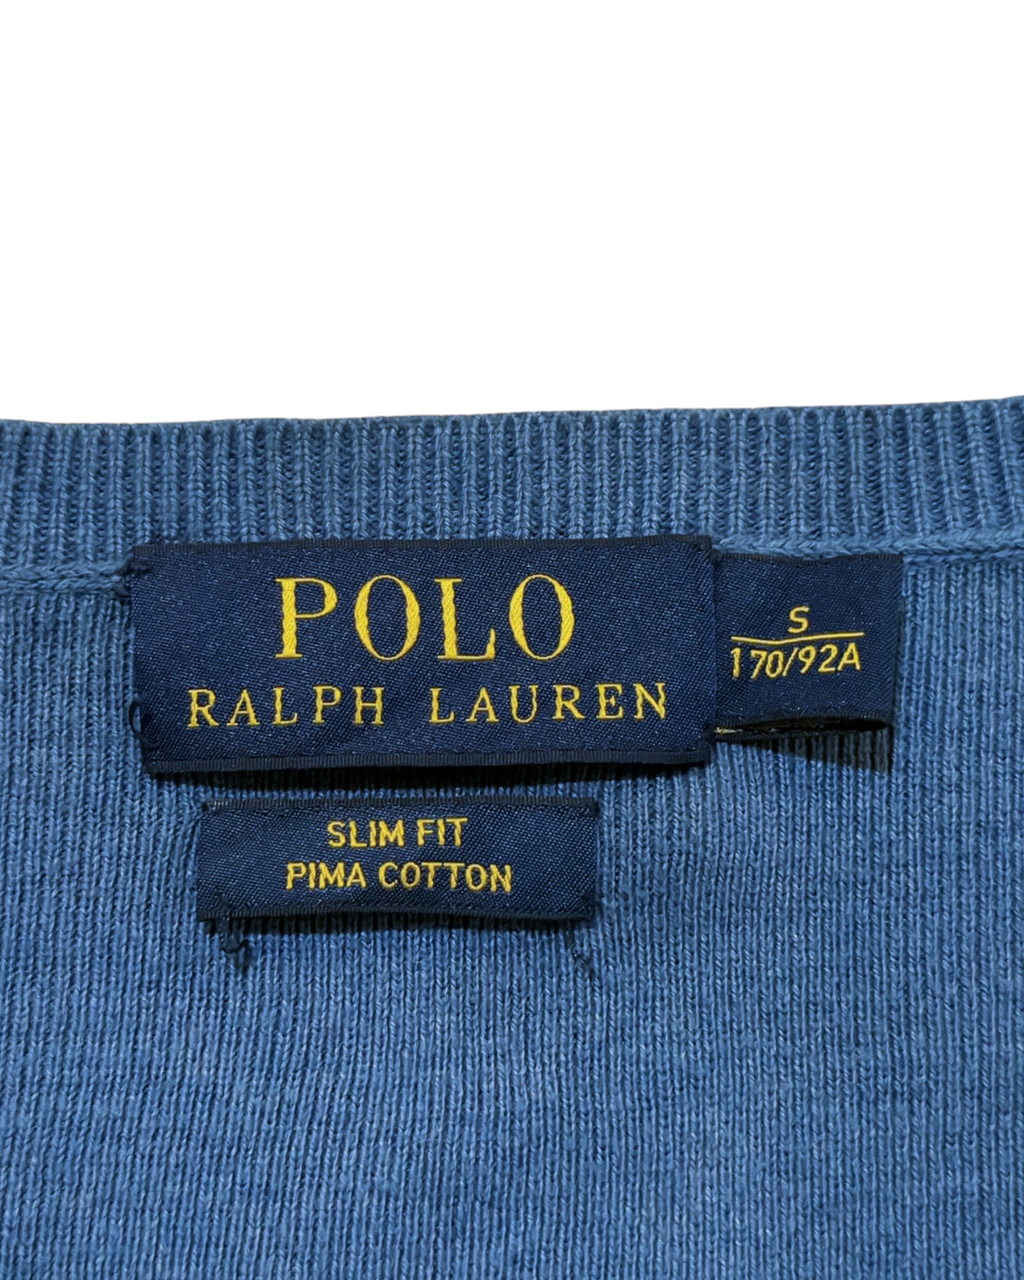 POLO
RALPH LAUREN
S
170/92A
SLIM FIT
PIMA COTTON